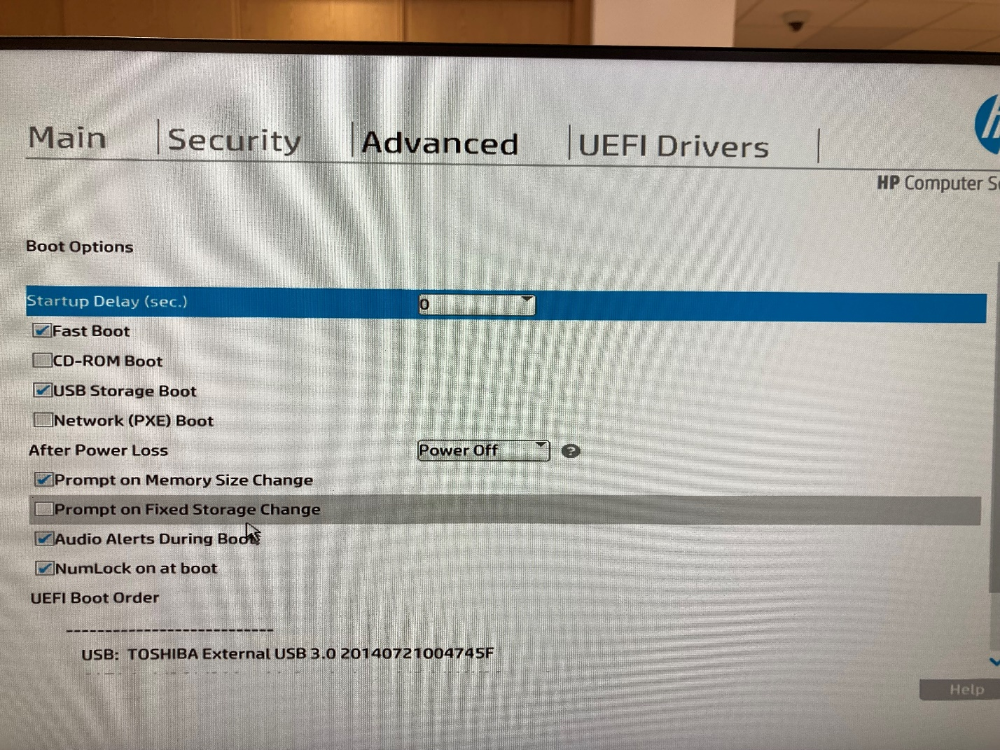 Main | Security | Advanced | UEFI Drivers |
HP Computer
Boot Options
Startup Delay (sec.) 0
Fast Boot
CD-ROM Boot
USB Storage Boot
Network (PXE) Boot
After Power Loss Power Off ?
Prompt on Memory Size Change
Prompt on Fixed Storage Change
Audio Alerts During Boot
NumLock on at boot
UEFI Boot Order
---------------------------
USB: TOSHIBA External USB 3.0 20140721004745F
Help